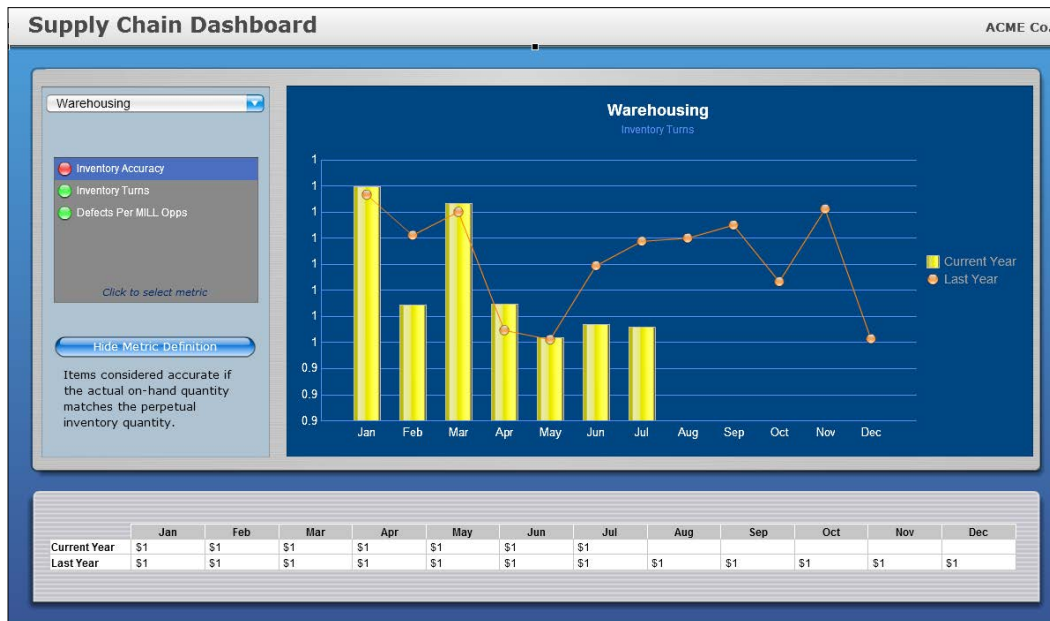 Supply Chain Dashboard
ACME Co.
Warehousing
Inventory Accuracy
Inventory Turns
Defects Per MILL Opps
Click to select metric
Hide Metric Definition
Items considered accurate if
the actual on-hand quantity
matches the perpetual
inventory quantity.
Warehousing
Inventory Turns
1
1
1
1
1
1
1
1
0.9
0.9
0.9
Jan Feb Mar Apr May Jun Jul Aug Sep Oct Nov Dec
Current Year
Last Year
Jan Feb Mar Apr May Jun Jul Aug Sep Oct Nov Dec
Current Year $1 $1 $1 $1 $1 $1 $1
Last Year $1 $1 $1 $1 $1 $1 $1 $1 $1 $1 $1 $1